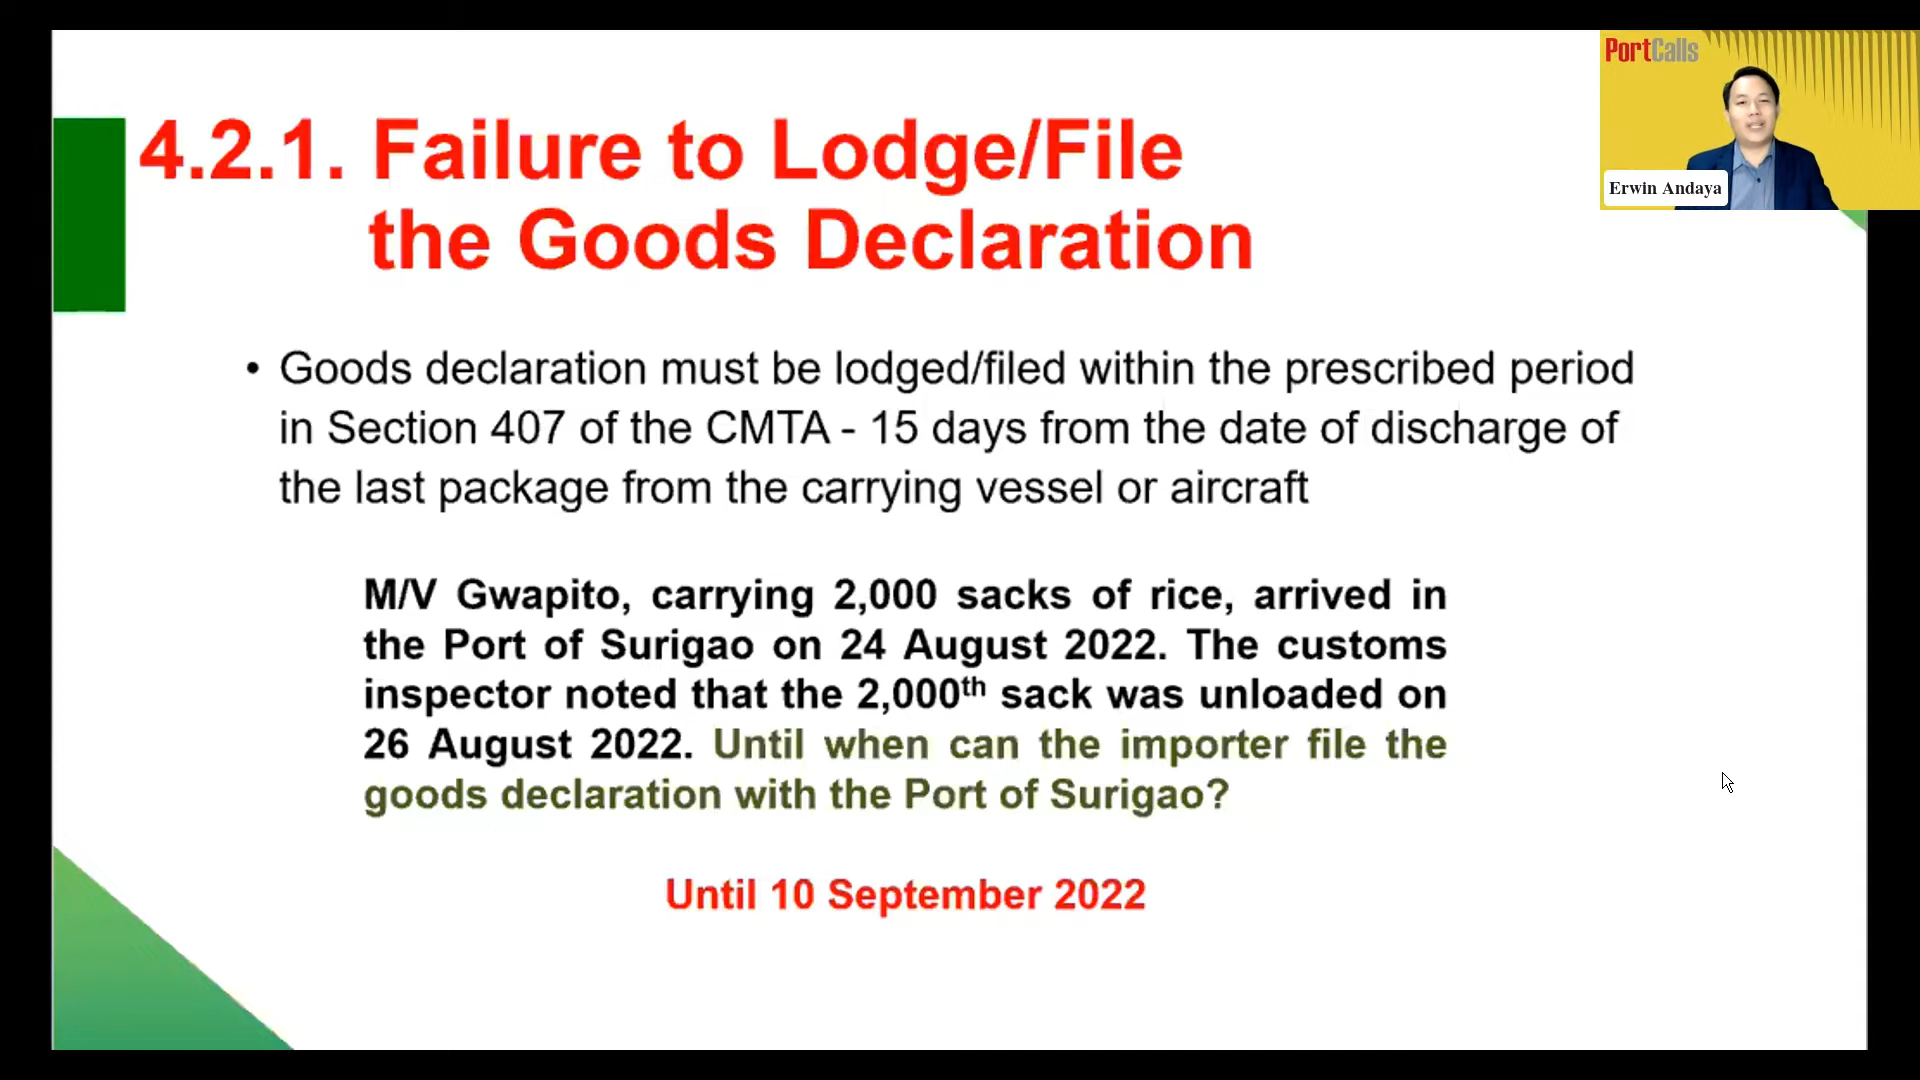 PortCalls
Erwin Andaya
4.2.1. Failure to Lodge/File
the Goods Declaration
• Goods declaration must be lodged/filed within the prescribed period
in Section 407 of the CMTA - 15 days from the date of discharge of
the last package from the carrying vessel or aircraft
M/V Gwapito, carrying 2,000 sacks of rice, arrived in
the Port of Surigao on 24 August 2022. The customs
inspector noted that the 2,000th sack was unloaded on
26 August 2022. Until when can the importer file the
goods declaration with the Port of Surigao?
Until 10 September 2022